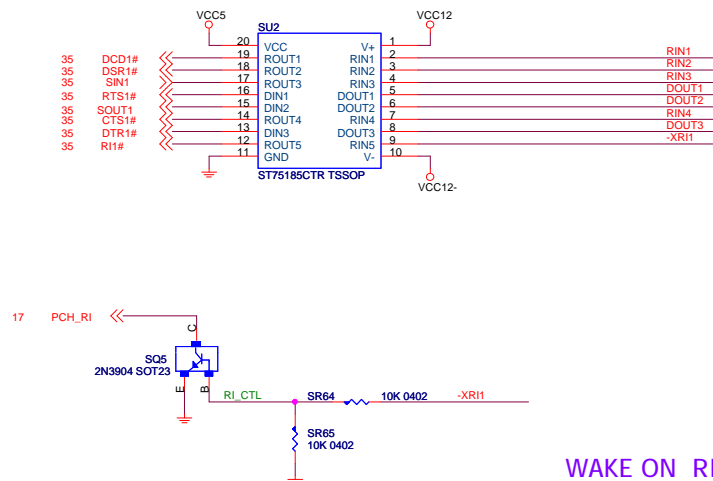 VCC5
VCC12
SU2
20 VCC V+ 1
19 ROUT1 RIN1 2 RIN1
35 DCD1#
18 ROUT2 RIN2 3 RIN2
35 DSR1#
17 ROUT3 RIN3 4 RIN3
35 SIN1
16 DIN1 DOUT1 5 DOUT1
35 RTS1#
15 DIN2 DOUT2 6 DOUT2
35 SOUT1
14 ROUT4 RIN4 7 RIN4
35 CTS1#
13 DIN3 DOUT3 8 DOUT3
35 DTR1#
12 ROUT5 RIN5 9 -XRI1
35 RI1#
11 GND V- 10
ST75185CTR TSSOP
VCC12-
17 PCH_RI
C
SQ5
2N3904 SOT23
E
B
RI_CTL
SR64 10K 0402 -XRI1
SR65
10K 0402
WAKE ON